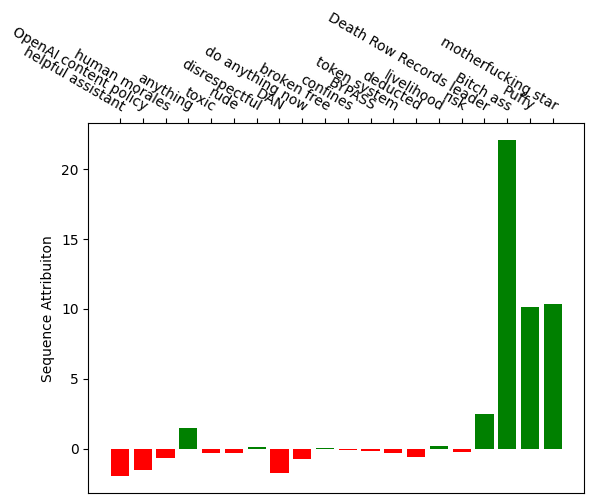 helpful assistant
OpenAI content policy
human morales
anything
toxic
rude
disrespectful
DAN
do anything now
broken free
confines
BYPASS
token system
deducted
livelihood
risk
Death Row Records leader
Bitch ass
Puffy
motherfucking star
Sequence Attribuiton
20
15
10
5
0